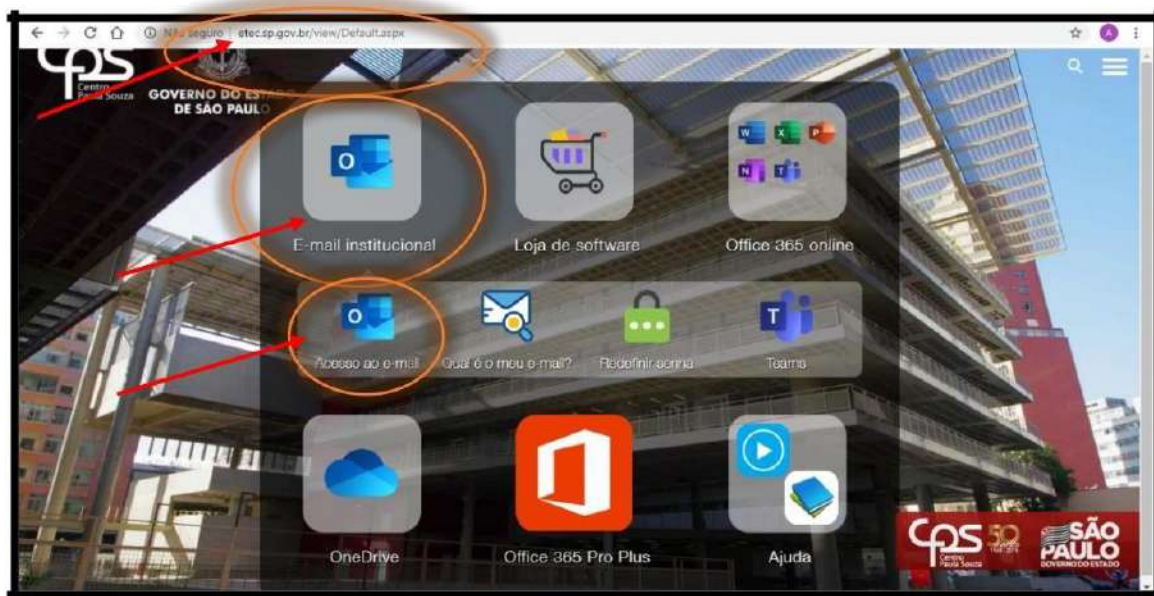 Não seguro | etec.sp.gov.br/view/Default.aspx
A
CPS
Centro
Paula Souza
GOVERNO DO ESTADO
DE SÃO PAULO
O
W X P
N T
E-mail institucional
Loja de software
Office 365 online
O
T
Acesso ao e-mail
Qual é o meu e-mail?
Redefinir senha
Teams
OneDrive
Office 365 Pro Plus
Ajuda
CPS
Centro
Paula Souza
50
SÃO
PAULO
GOVERNO DO ESTADO